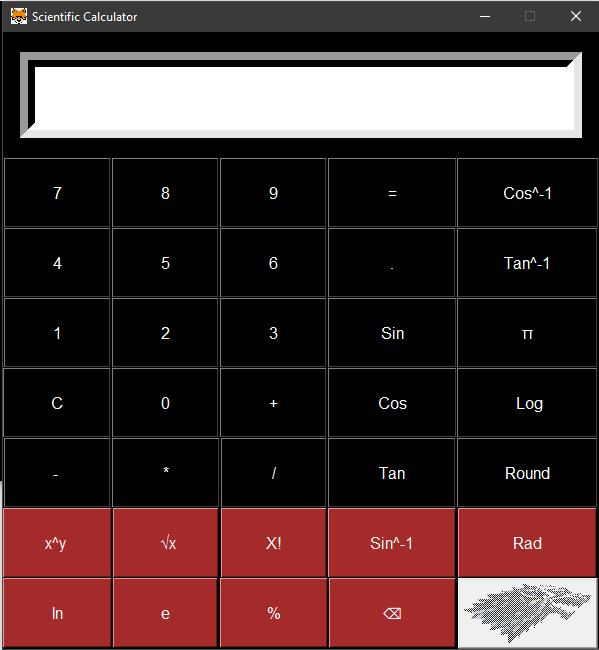 Scientific Calculator
7 8 9 = Cos^-1
4 5 6 . Tan^-1
1 2 3 Sin π
C 0 + Cos Log
- * / Tan Round
x^y √x X! Sin^-1 Rad
ln e % ⌫